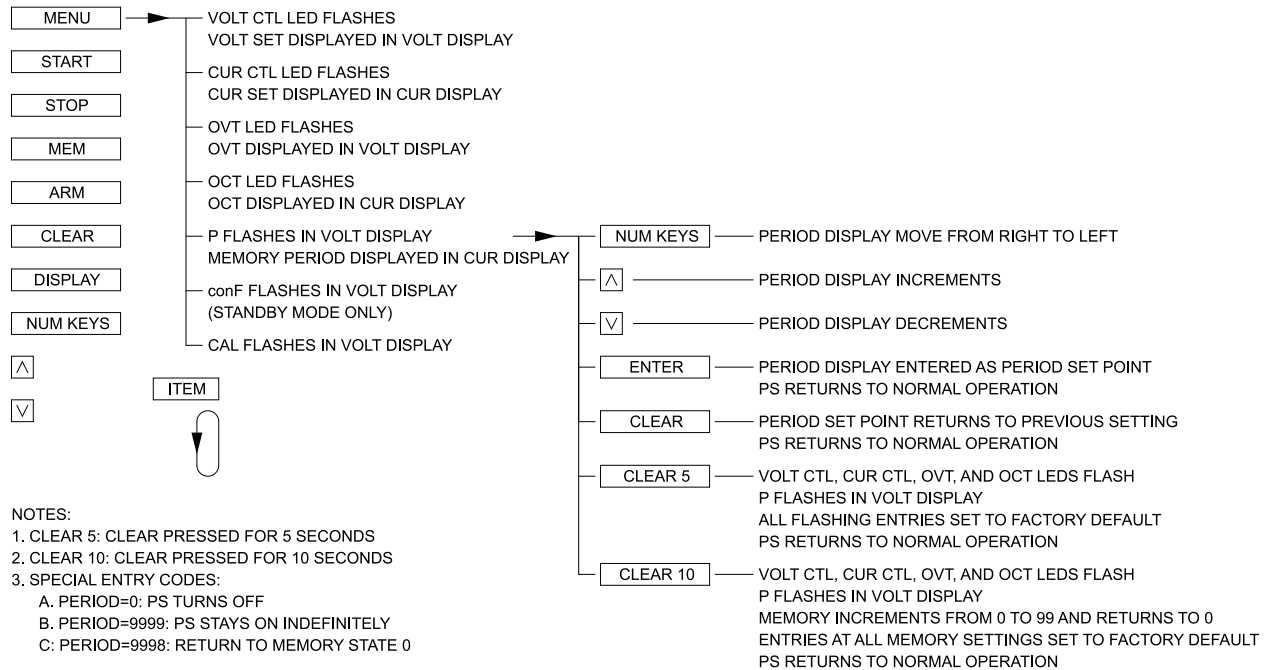 MENU
START
STOP
MEM
ARM
CLEAR
DISPLAY
NUM KEYS
∧
∨
ITEM
VOLT CTL LED FLASHES
VOLT SET DISPLAYED IN VOLT DISPLAY
CUR CTL LED FLASHES
CUR SET DISPLAYED IN CUR DISPLAY
OVT LED FLASHES
OVT DISPLAYED IN VOLT DISPLAY
OCT LED FLASHES
OCT DISPLAYED IN CUR DISPLAY
P FLASHES IN VOLT DISPLAY
MEMORY PERIOD DISPLAYED IN CUR DISPLAY
conF FLASHES IN VOLT DISPLAY
(STANDBY MODE ONLY)
CAL FLASHES IN VOLT DISPLAY
NUM KEYS
PERIOD DISPLAY MOVE FROM RIGHT TO LEFT
∧
PERIOD DISPLAY INCREMENTS
∨
PERIOD DISPLAY DECREMENTS
ENTER
PERIOD DISPLAY ENTERED AS PERIOD SET POINT
PS RETURNS TO NORMAL OPERATION
CLEAR
PERIOD SET POINT RETURNS TO PREVIOUS SETTING
PS RETURNS TO NORMAL OPERATION
CLEAR 5
VOLT CTL, CUR CTL, OVT, AND OCT LEDS FLASH
P FLASHES IN VOLT DISPLAY
ALL FLASHING ENTRIES SET TO FACTORY DEFAULT
PS RETURNS TO NORMAL OPERATION
CLEAR 10
VOLT CTL, CUR CTL, OVT, AND OCT LEDS FLASH
P FLASHES IN VOLT DISPLAY
MEMORY INCREMENTS FROM 0 TO 99 AND RETURNS TO 0
ENTRIES AT ALL MEMORY SETTINGS SET TO FACTORY DEFAULT
PS RETURNS TO NORMAL OPERATION
NOTES:
1. CLEAR 5: CLEAR PRESSED FOR 5 SECONDS
2. CLEAR 10: CLEAR PRESSED FOR 10 SECONDS
3. SPECIAL ENTRY CODES:
A. PERIOD=0: PS TURNS OFF
B. PERIOD=9999: PS STAYS ON INDEFINITELY
C: PERIOD=9998: RETURN TO MEMORY STATE 0